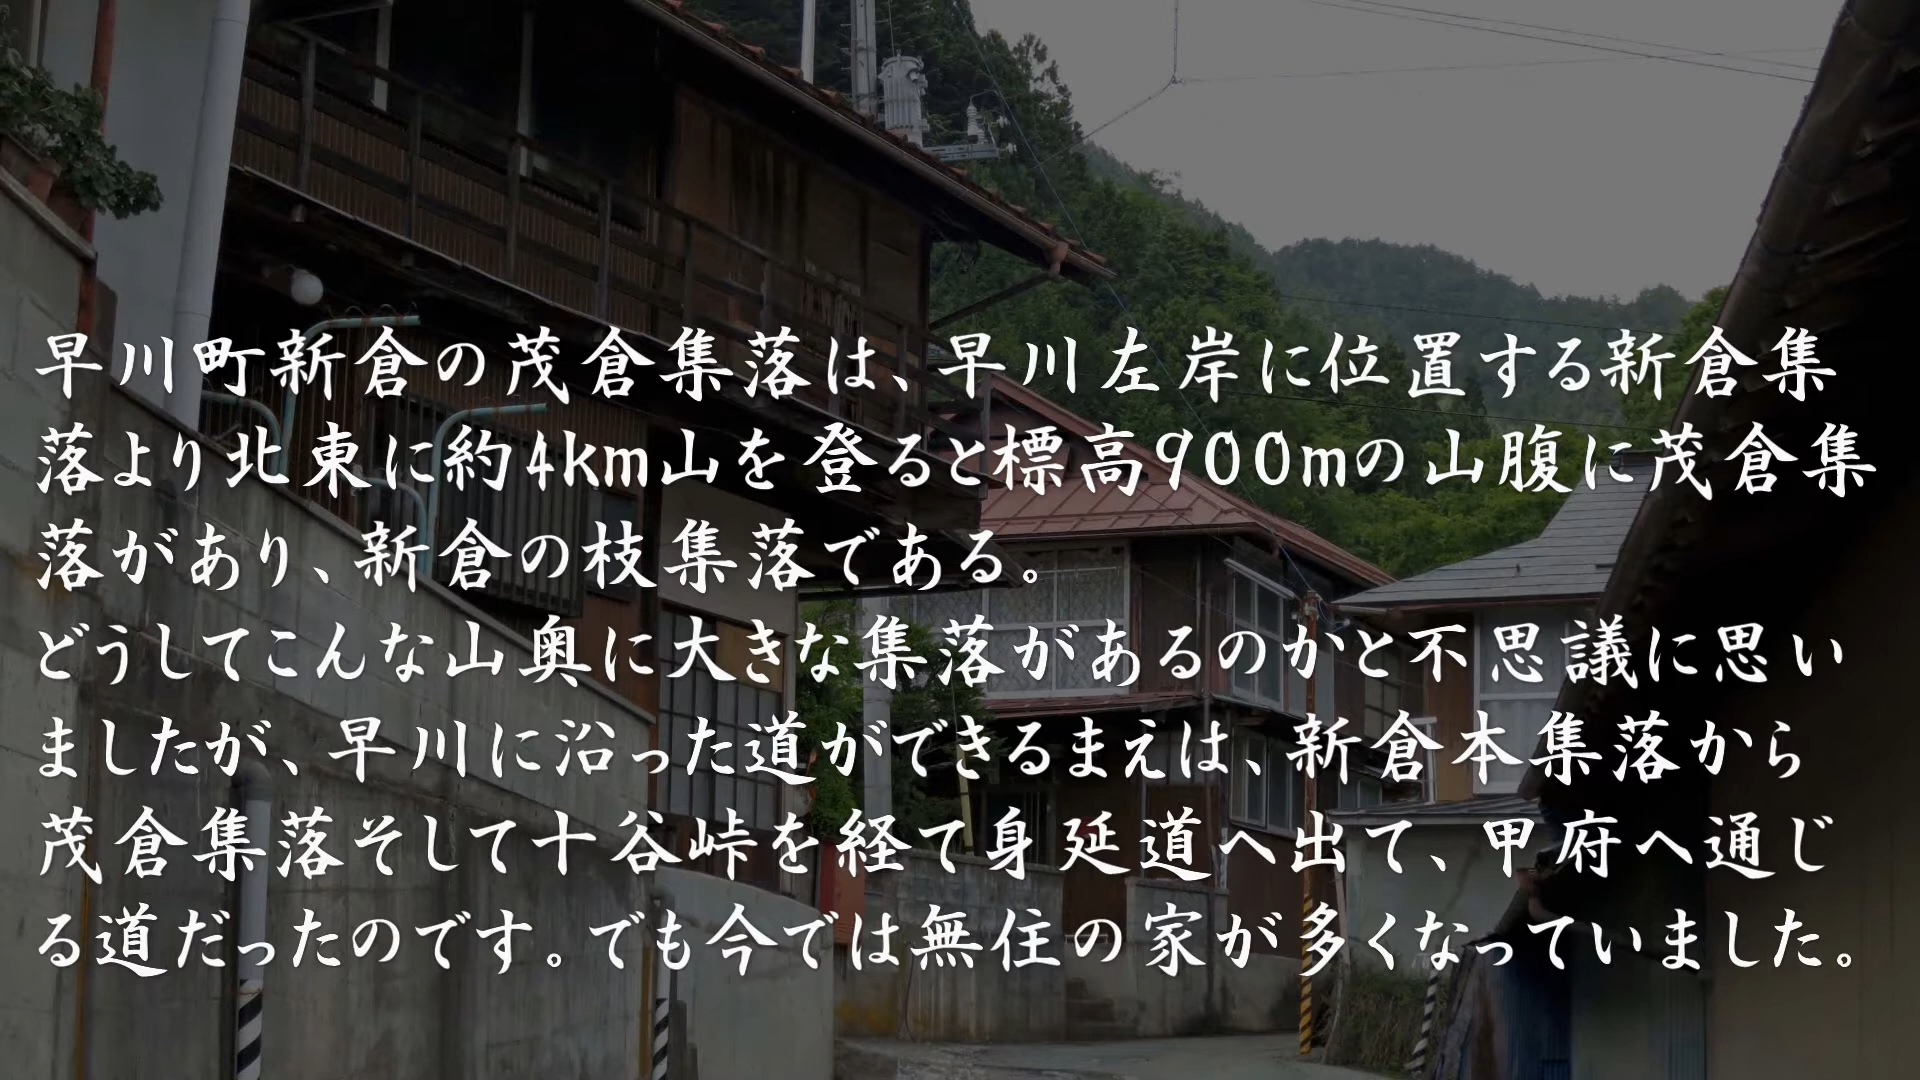 早川町新倉の茂倉集落は、早川左岸に位置する新倉集
落より北東に約4km山を登ると標高900mの山腹に茂倉集
落があり、新倉の枝集落である。
どうしてこんな山奥に大きな集落があるのかと不思議に思い
ましたが、早川に沿った道ができるまえは、新倉本集落から
茂倉集落そして十谷峠を経て身延道へ出て、甲府へ通じ
る道だったのです。でも今では無住の家が多くなっていました。